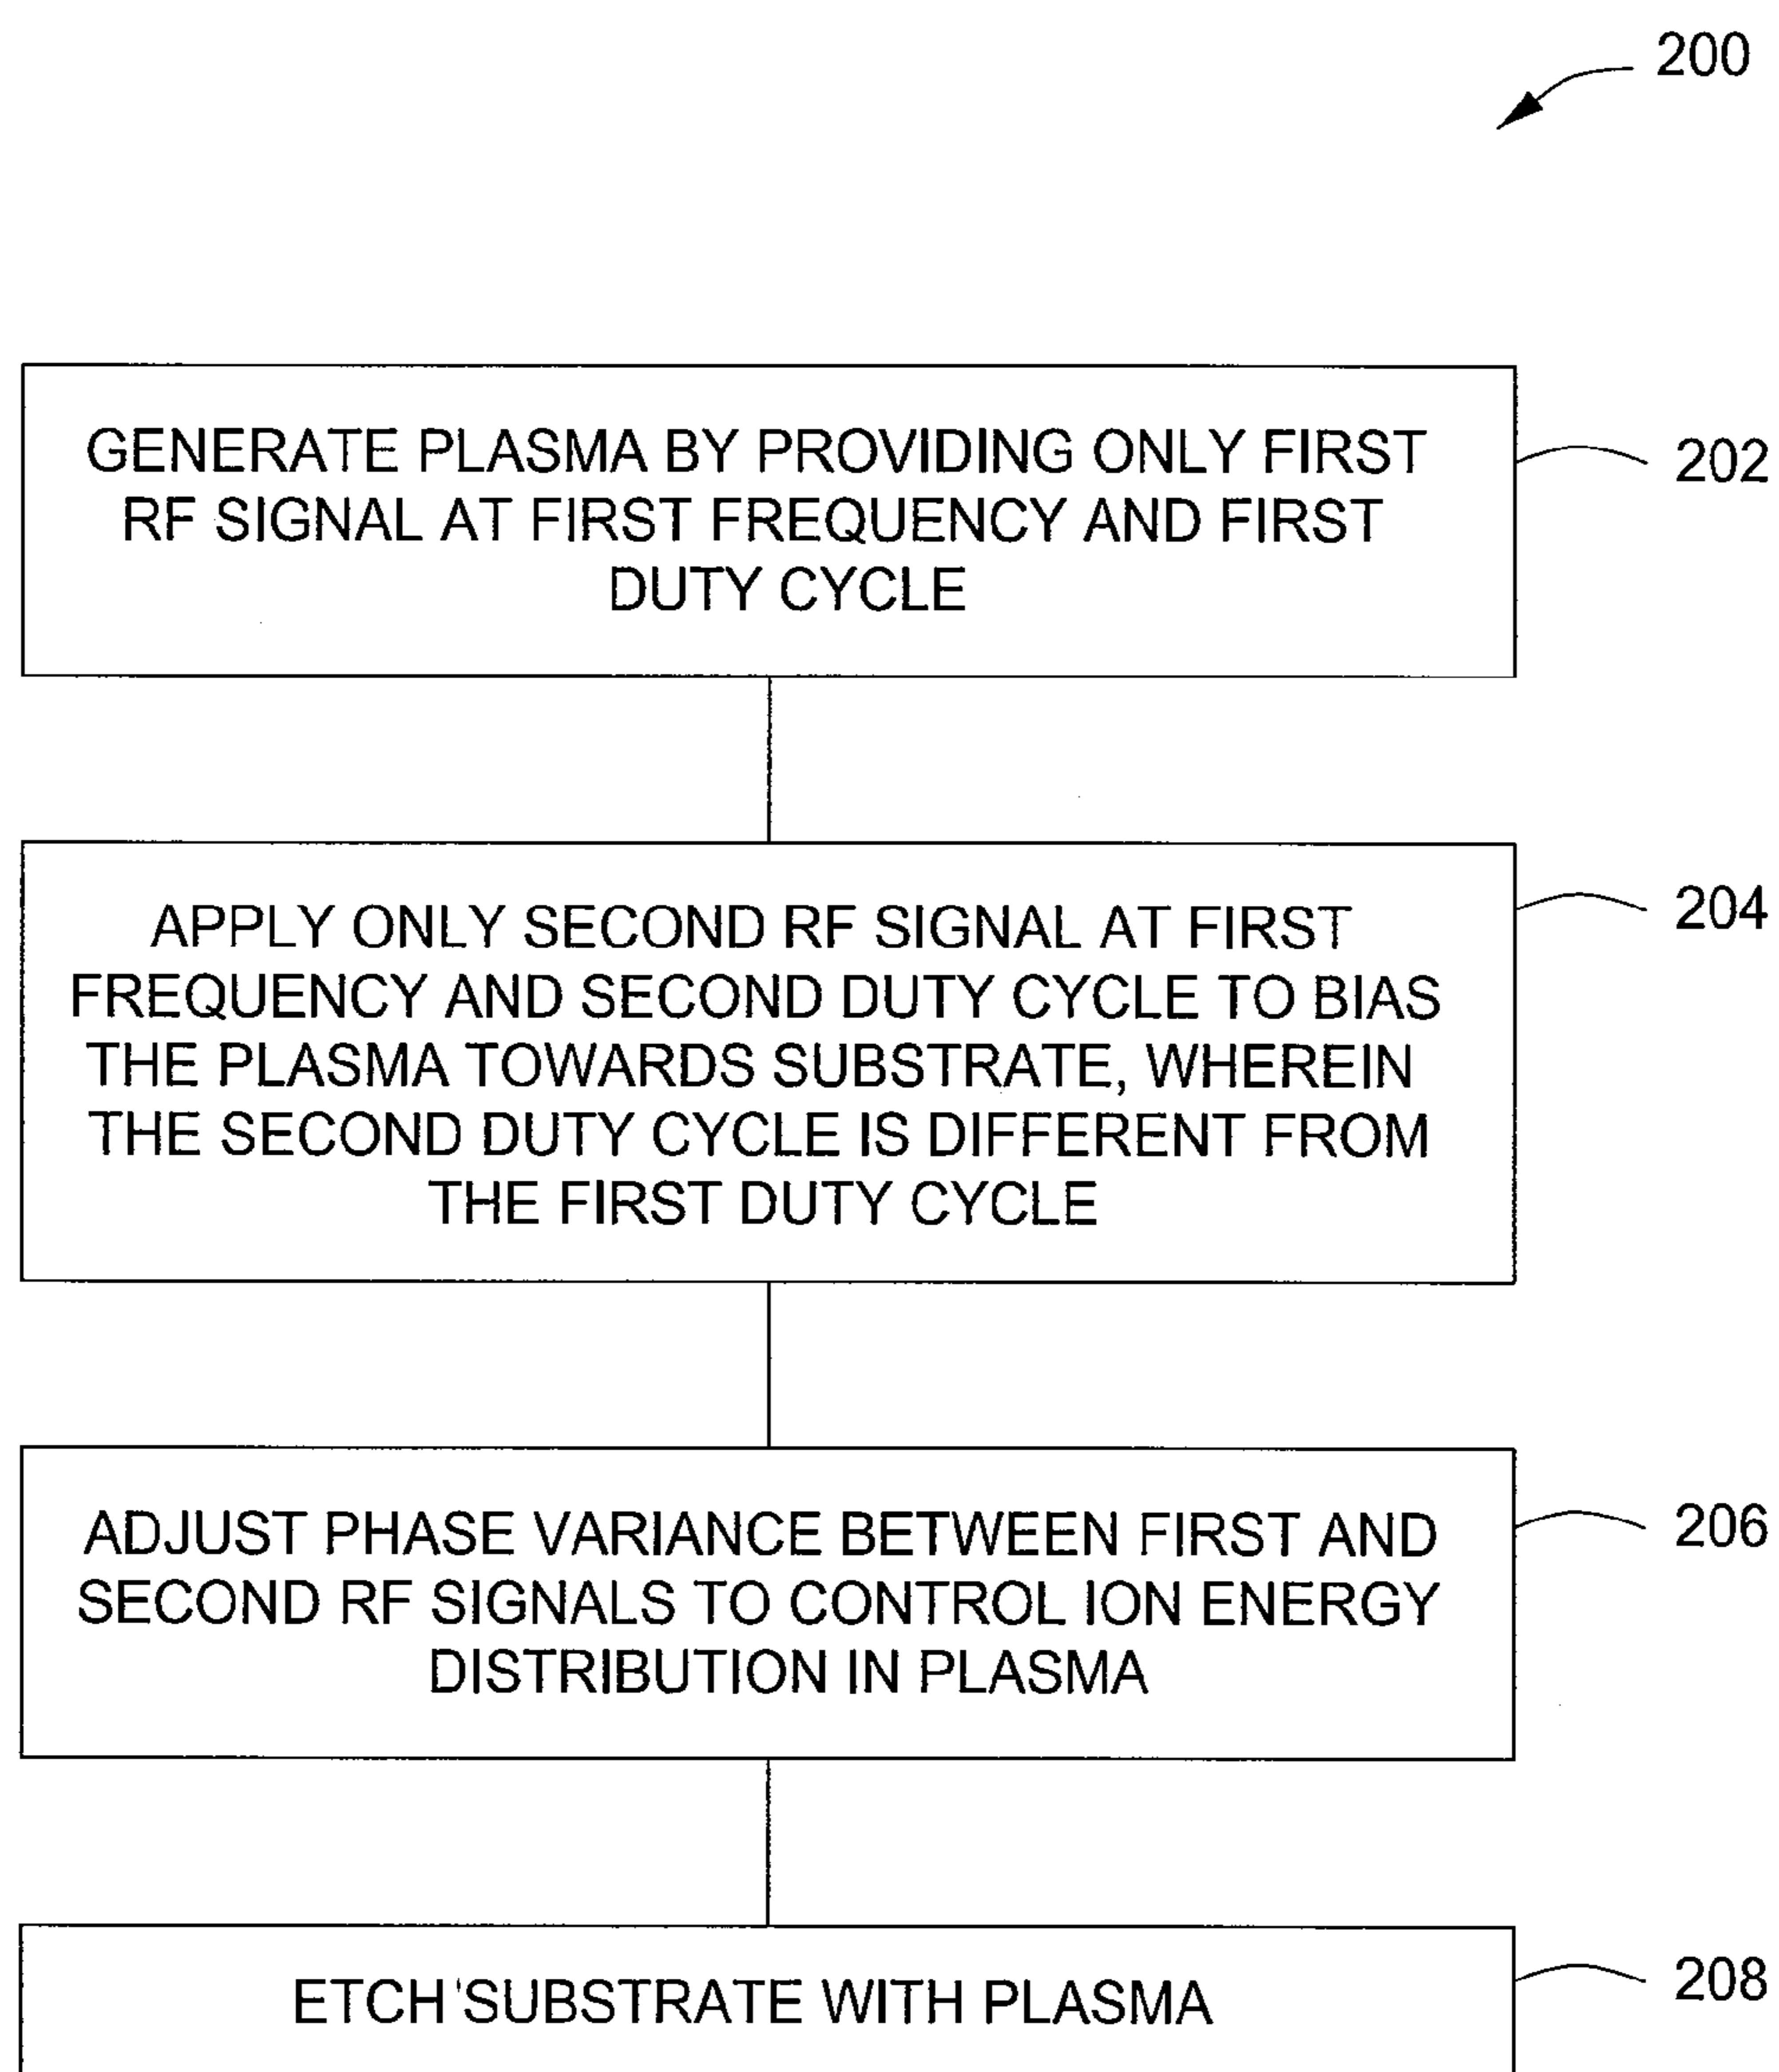 200
GENERATE PLASMA BY PROVIDING ONLY FIRST
RF SIGNAL AT FIRST FREQUENCY AND FIRST
DUTY CYCLE
202
APPLY ONLY SECOND RF SIGNAL AT FIRST
FREQUENCY AND SECOND DUTY CYCLE TO BIAS
THE PLASMA TOWARDS SUBSTRATE, WHEREIN
THE SECOND DUTY CYCLE IS DIFFERENT FROM
THE FIRST DUTY CYCLE
204
ADJUST PHASE VARIANCE BETWEEN FIRST AND
SECOND RF SIGNALS TO CONTROL ION ENERGY
DISTRIBUTION IN PLASMA
206
ETCH SUBSTRATE WITH PLASMA
208